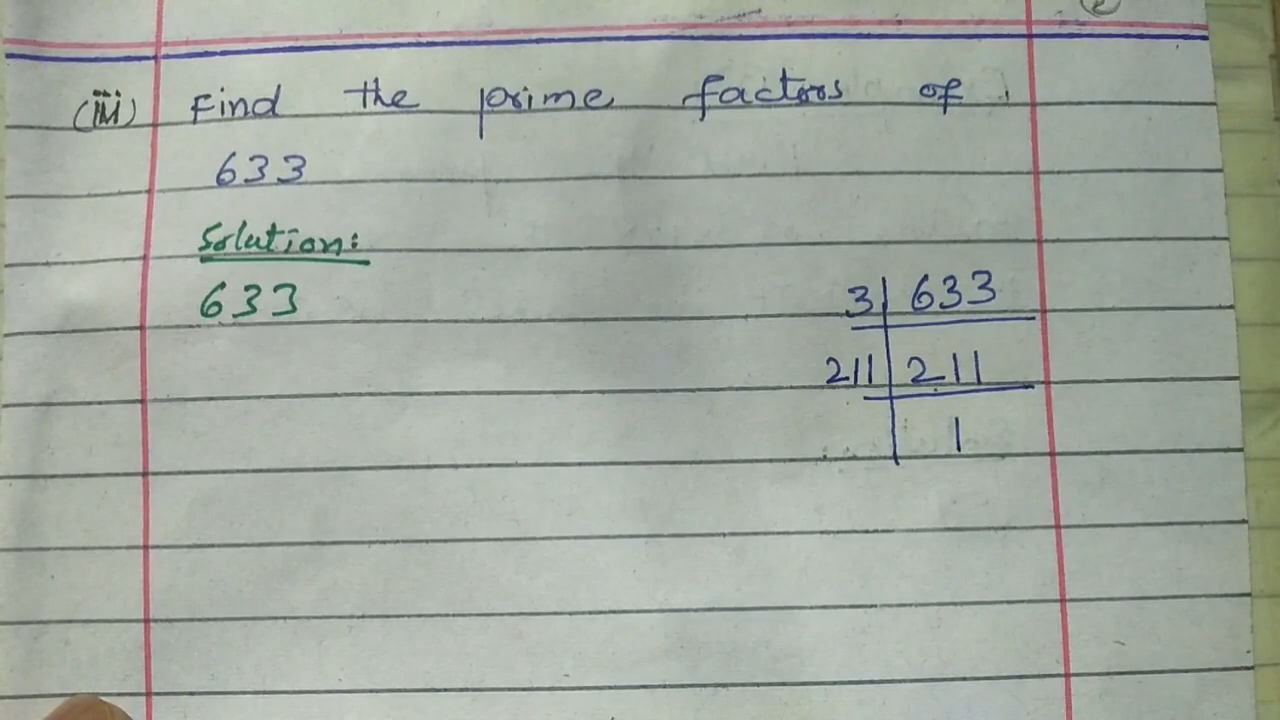 (iii) Find the prime factors of
633
Solution:
633
3 | 633
211 | 211
1